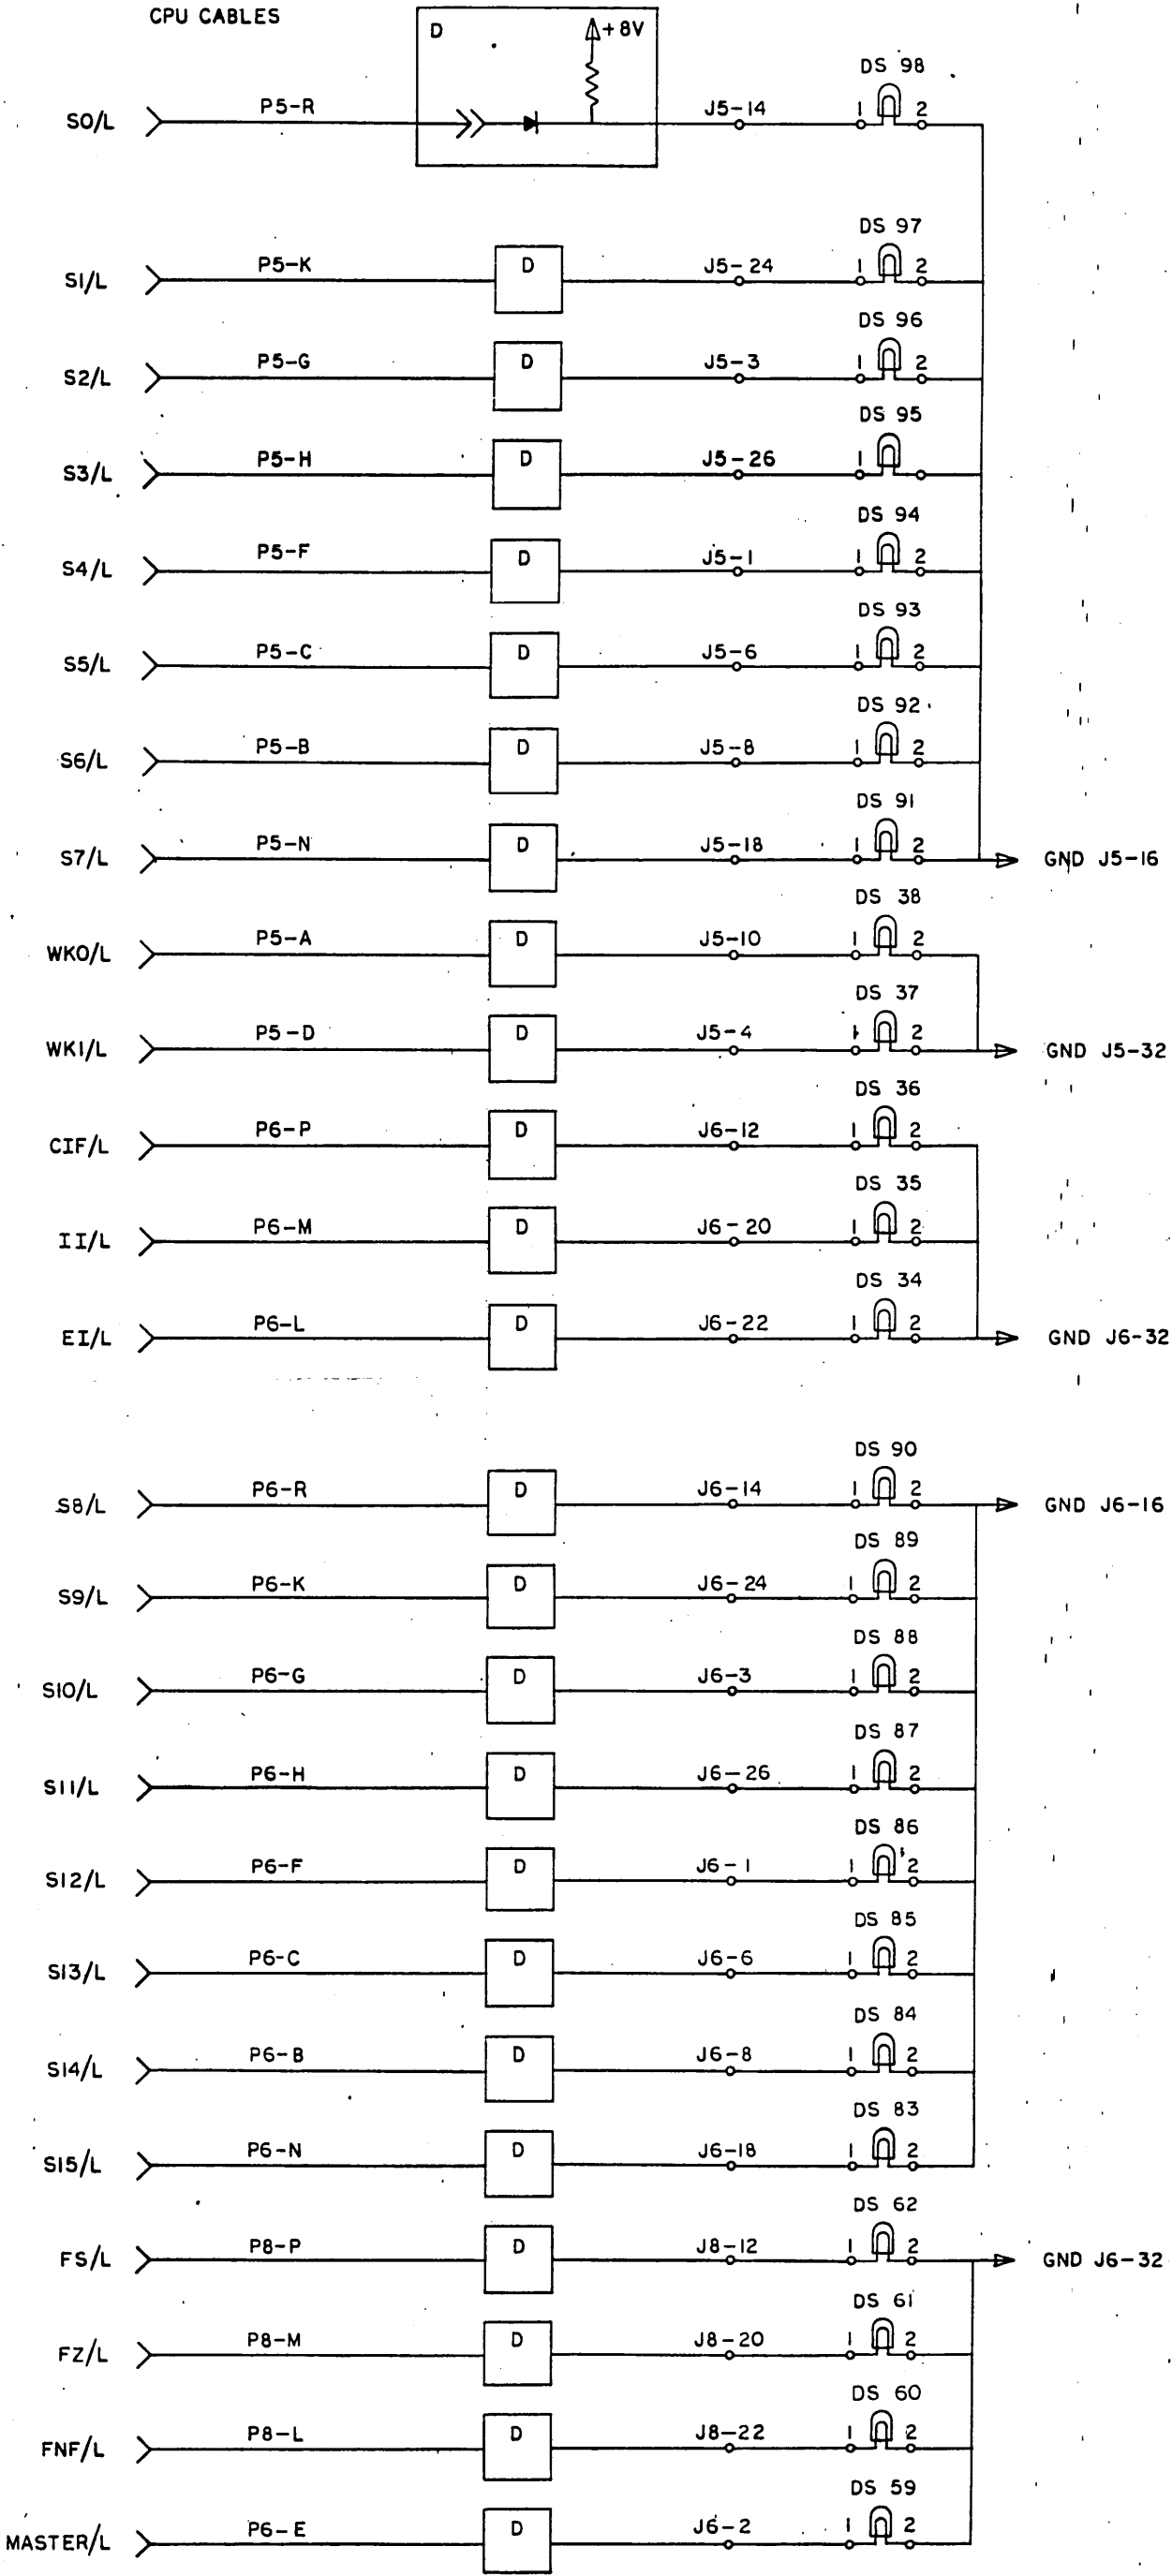 CPU CABLES
D +8V
DS 98
S0/L P5-R J5-14 1 2
DS 97
S1/L P5-K D J5-24 1 2
DS 96
S2/L P5-G D J5-3 1 2
DS 95
S3/L P5-H D J5-26 1
DS 94
S4/L P5-F D J5-1 1 2
DS 93
S5/L P5-C D J5-6 1 2
DS 92
S6/L P5-B D J5-8 1 2
DS 91
S7/L P5-N D J5-18 1 2 GND J5-16
DS 38
WK0/L P5-A D J5-10 1 2
DS 37
WK1/L P5-D D J5-4 1 2 GND J5-32
DS 36
CIF/L P6-P D J6-12 1 2
DS 35
II/L P6-M D J6-20 1 2
DS 34
EI/L P6-L D J6-22 1 2 GND J6-32
DS 90
S8/L P6-R D J6-14 1 2 GND J6-16
DS 89
S9/L P6-K D J6-24 1 2
DS 88
S10/L P6-G D J6-3 1 2
DS 87
S11/L P6-H D J6-26 1 2
DS 86
S12/L P6-F D J6-1 1 2
DS 85
S13/L P6-C D J6-6 1 2
DS 84
S14/L P6-B D J6-8 1 2
DS 83
S15/L P6-N D J6-18 1 2
DS 62
FS/L P8-P D J8-12 1 2 GND J6-32
DS 61
FZ/L P8-M D J8-20 1 2
DS 60
FNF/L P8-L D J8-22 1 2
DS 59
MASTER/L P6-E D J6-2 1 2